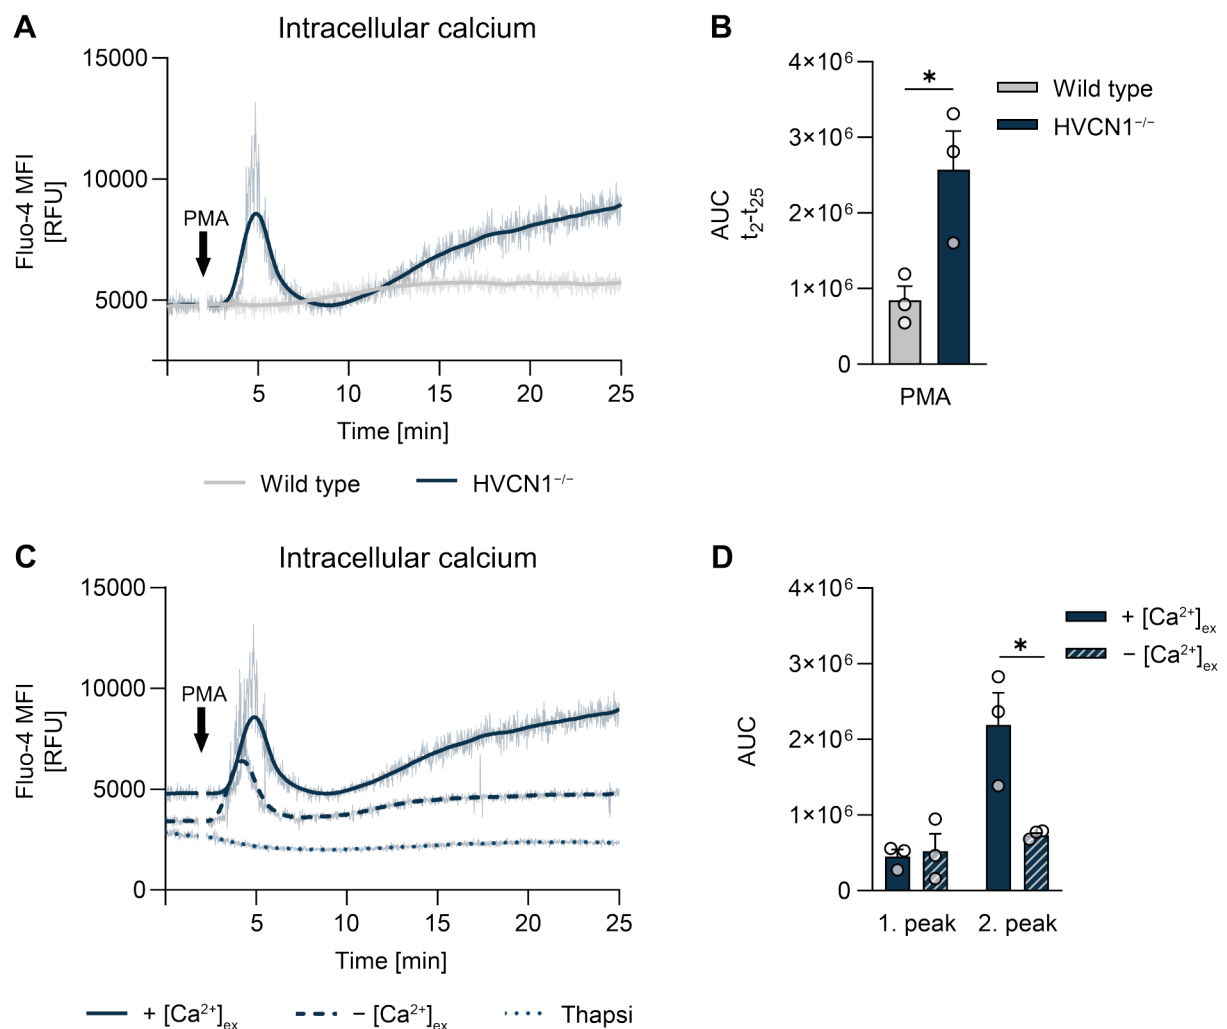 A
Intracellular calcium
15000
10000
5000
Fluo-4 MFI
[RFU]
PMA
5 10 15 20 25
Time [min]
Wild type HVCN1⁻/⁻
B
4×10⁶
3×10⁶
2×10⁶
1×10⁶
0
AUC
t₂-t₂₅
*
PMA
Wild type
HVCN1⁻/⁻
C
Intracellular calcium
15000
10000
5000
0
Fluo-4 MFI
[RFU]
PMA
5 10 15 20 25
Time [min]
+ [Ca²⁺]ex − [Ca²⁺]ex Thapsi
D
4×10⁶
3×10⁶
2×10⁶
1×10⁶
0
AUC
*
1. peak 2. peak
+ [Ca²⁺]ex
− [Ca²⁺]ex